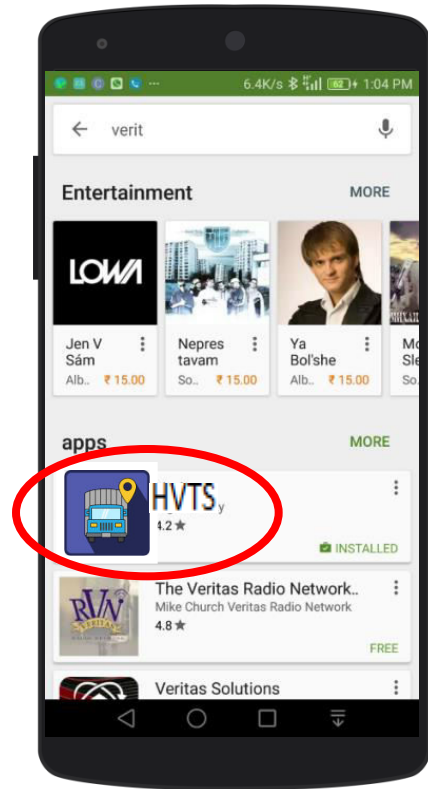 6.4K/s 62 1:04 PM
verit
Entertainment MORE
LOWA
Jen V Sám
Alb.. ₹ 15.00
Nepres tavam
So.. ₹ 15.00
Ya Bol'she
Alb.. ₹ 15.00
So.
apps MORE
HVTS
y
4.2★
INSTALLED
RVN
VERITAS
The Veritas Radio Network..
Mike Church Veritas Radio Network
4.8★
FREE
Veritas Solutions